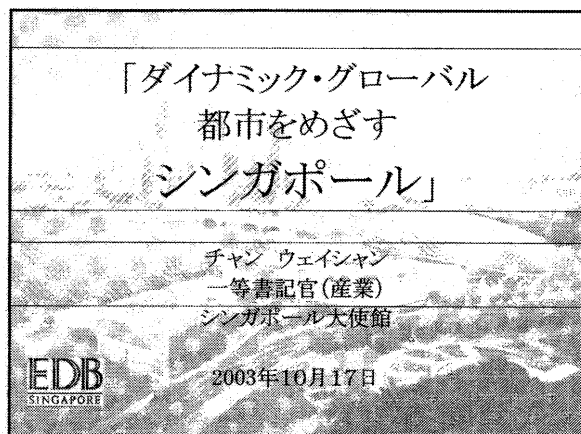 「ダイナミック・グローバル
都市をめざす
シンガポール」
チャン ウェイシャン
一等書記官(産業)
シンガポール大使館
2003年10月17日
EDB
SINGAPORE